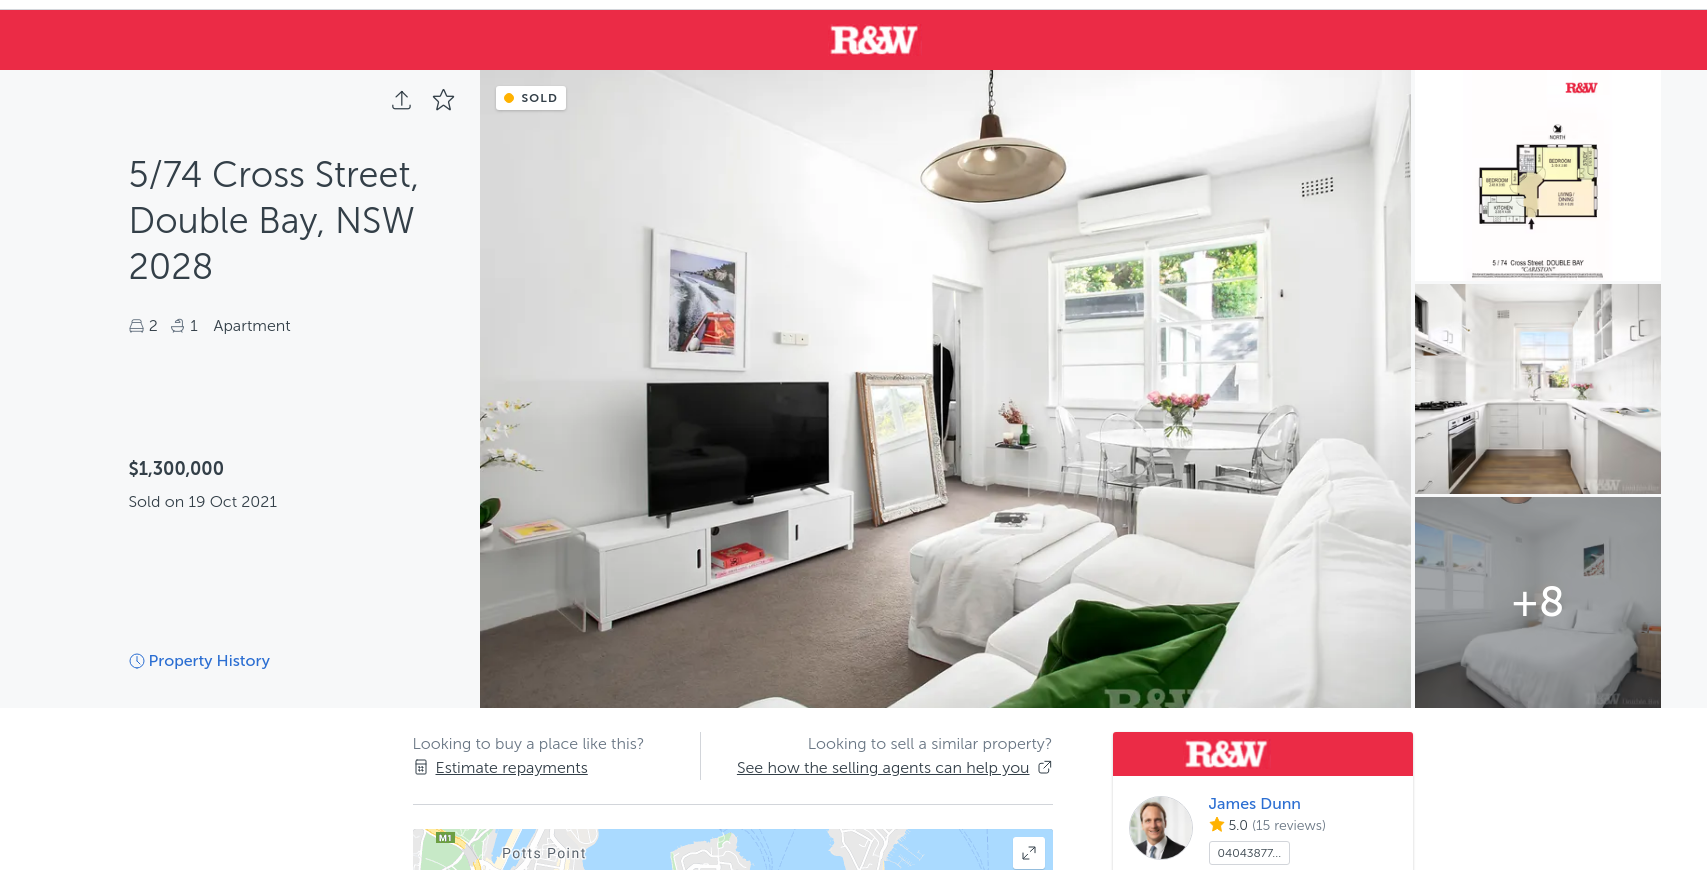 R&W
SOLD
5/74 Cross Street,
Double Bay, NSW
2028
2 1 Apartment
$1,300,000
Sold on 19 Oct 2021
Property History
R&W
NORTH
BEDROOM
BEDROOM
LIVING /
DINING
KITCHEN
5 / 74 Cross Street DOUBLE BAY
R&W
R&W
+8
R&W
Looking to buy a place like this?
Estimate repayments
Looking to sell a similar property?
See how the selling agents can help you
R&W
James Dunn
5.0 (15 reviews)
04043877...
M1
Potts Point